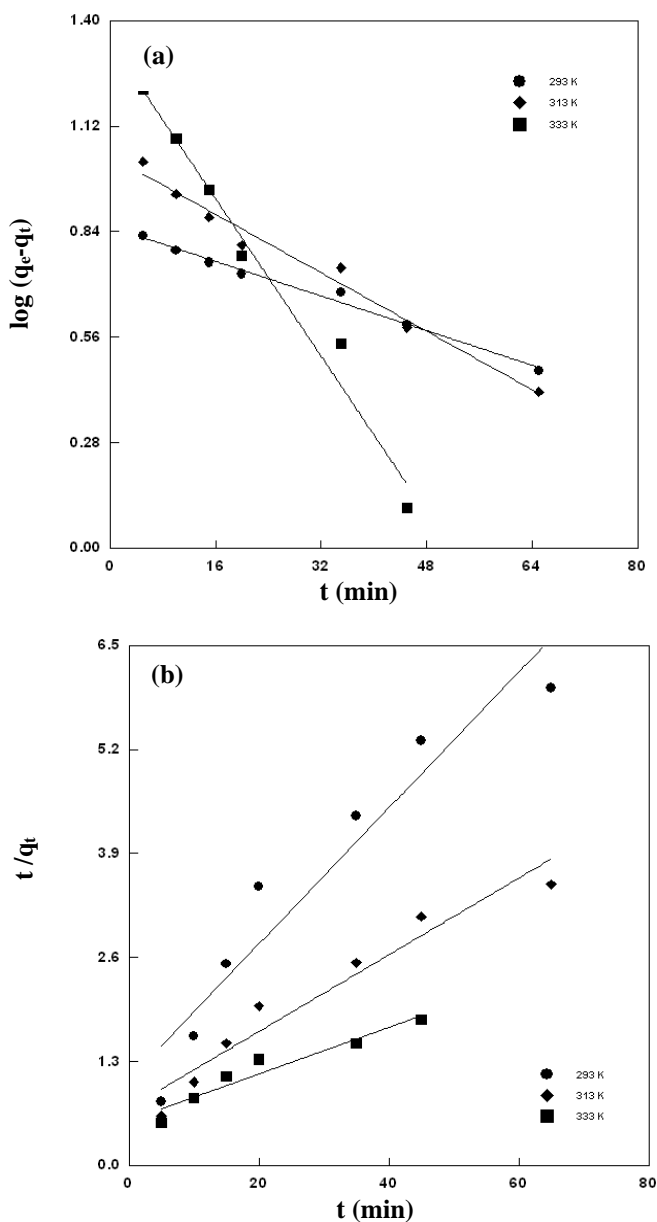 (a)
1.40
1.12
0.84
0.56
0.28
0.00
log (qₑ-qₜ)
293 K
313 K
333 K
0
16
32
48
64
80
t (min)
(b)
6.5
5.2
3.9
2.6
1.3
0.0
t /qₜ
293 K
313 K
333 K
0
20
40
60
80
t (min)